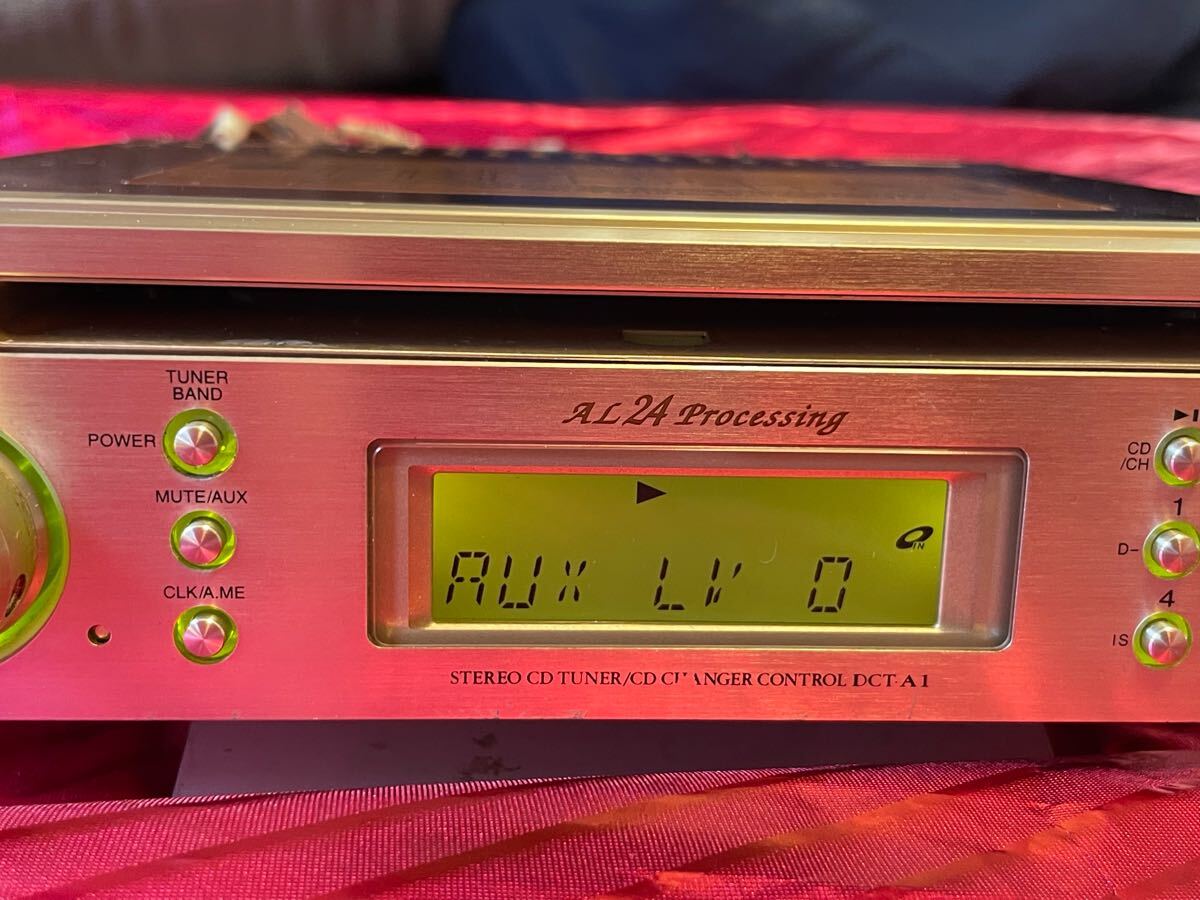 TUNER
BAND
POWER
MUTE/AUX
CLK/A.ME
AL 24 Processing
AUX LV 0
IN
STEREO CD TUNER/CD CHANGER CONTROL DCT-A1
CD
/CH
1
D-
4
IS